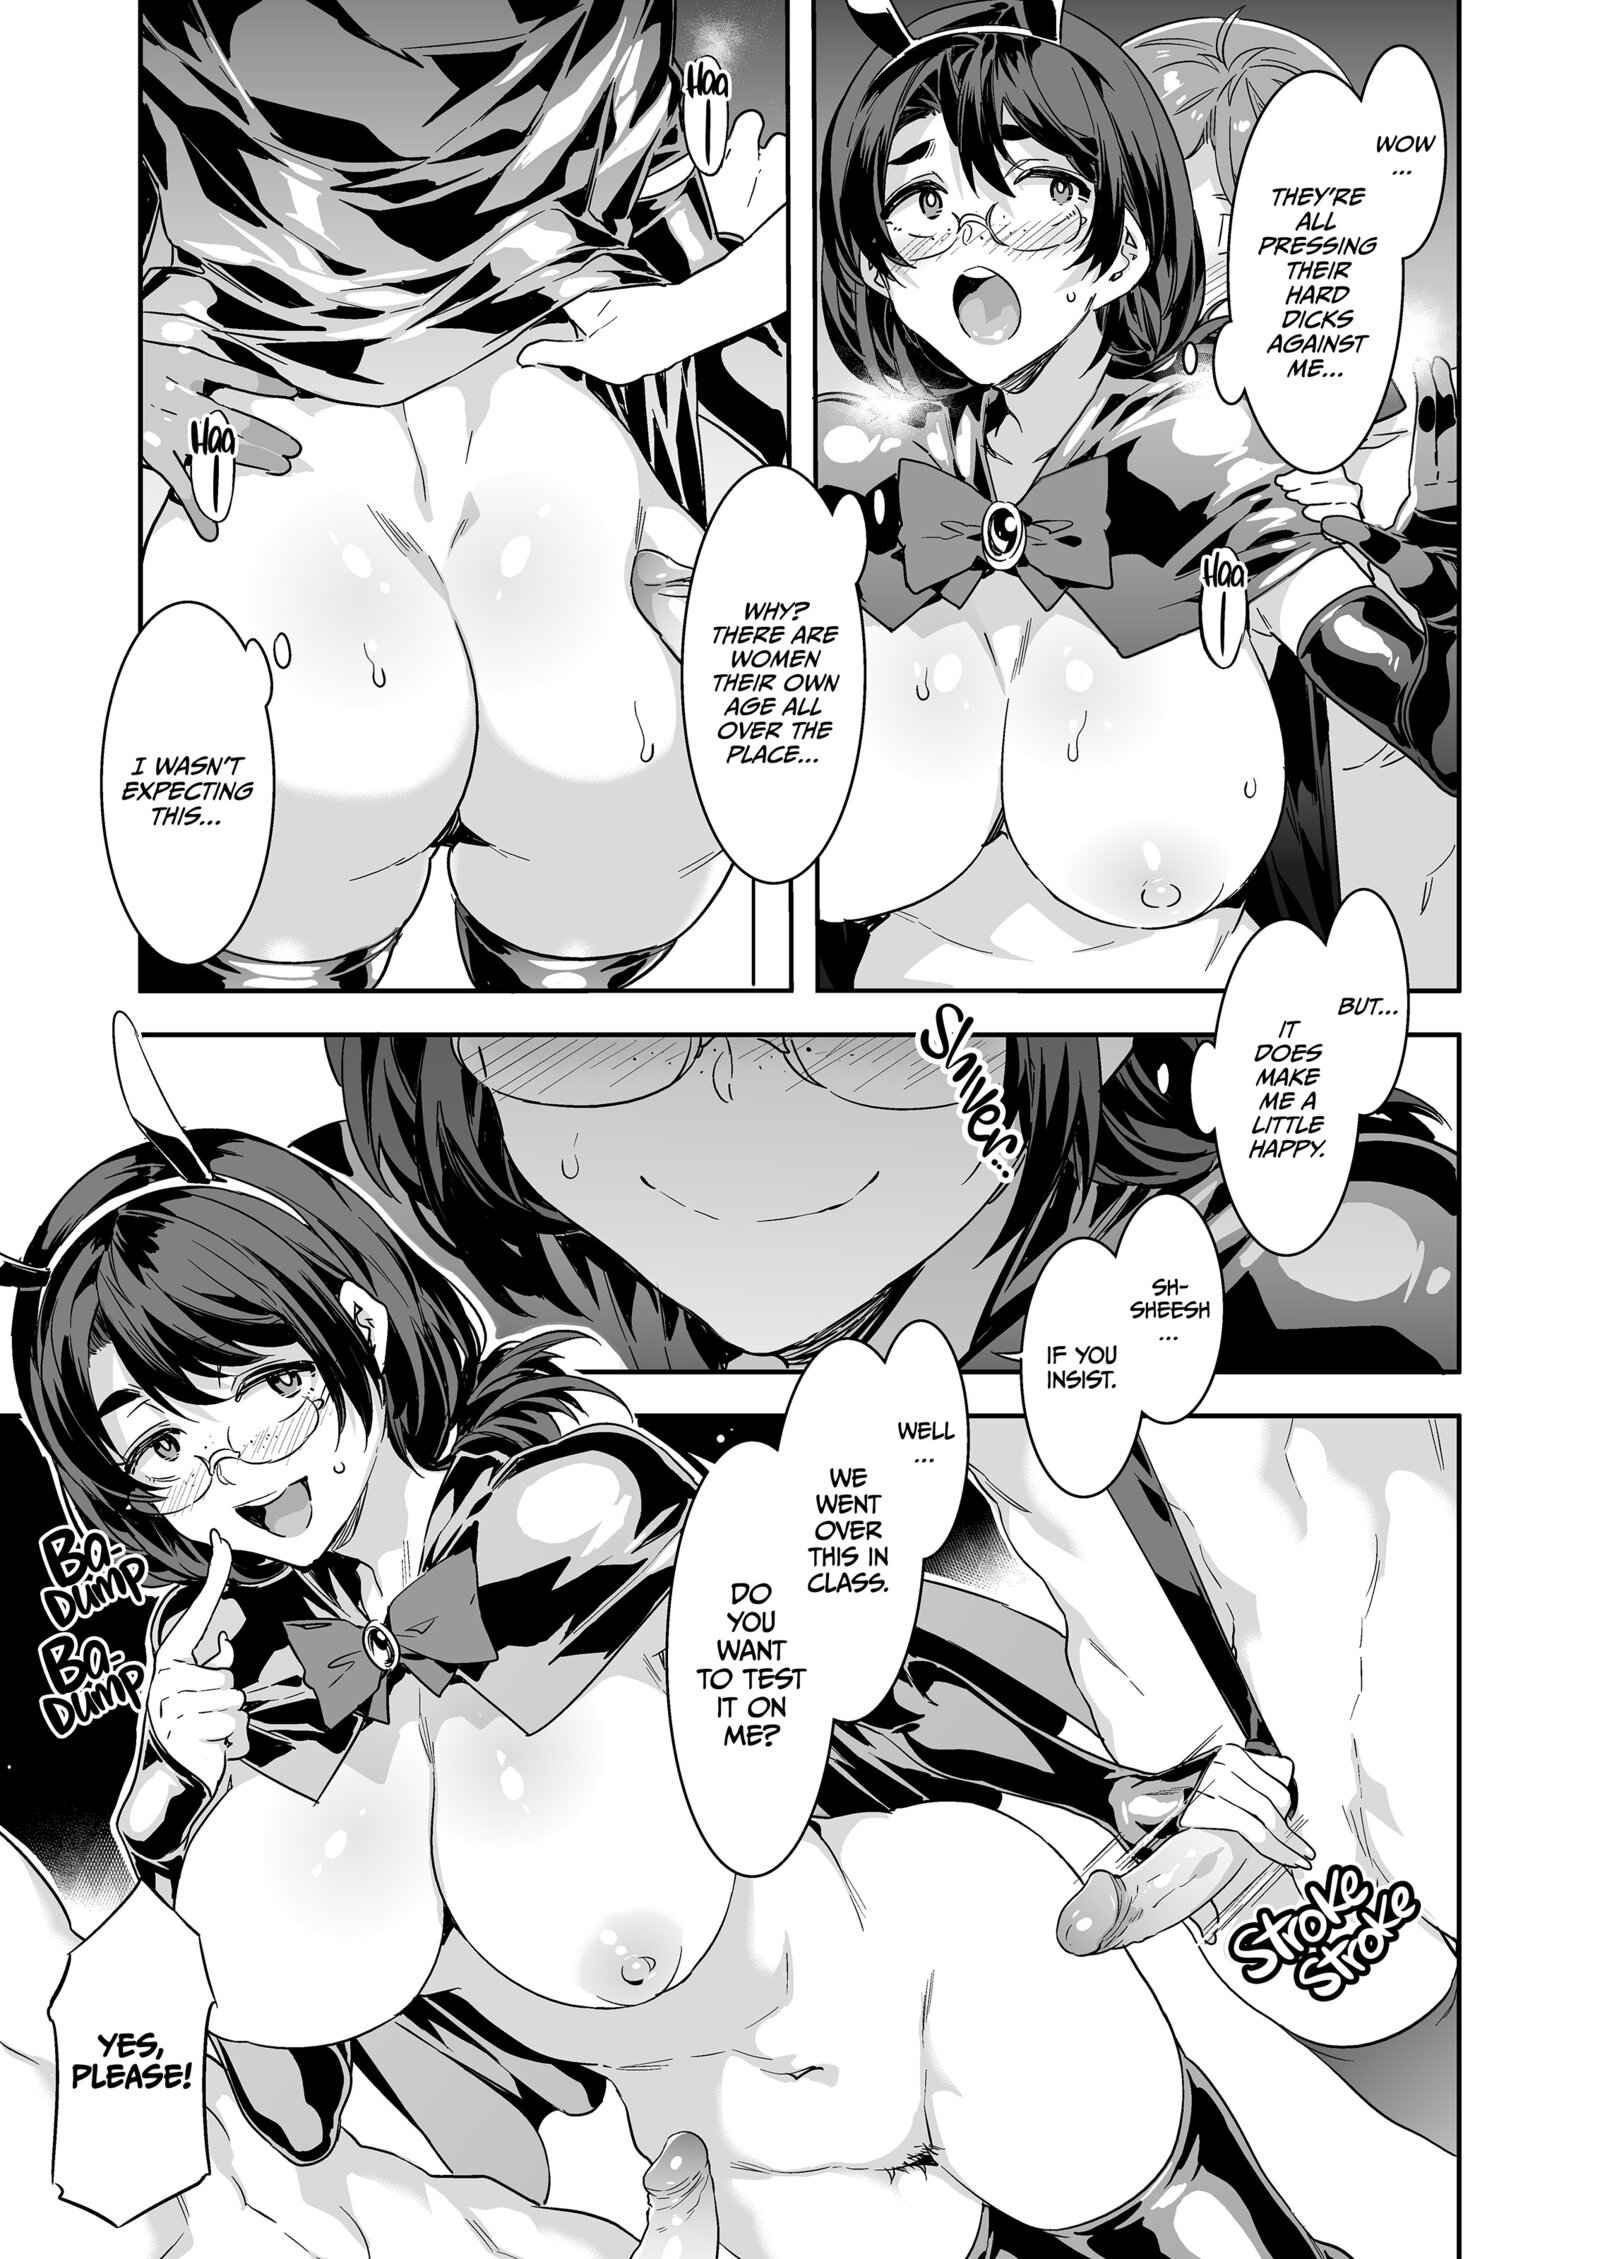 WOW
...
THEY'RE
ALL
PRESSING
THEIR
HARD
DICKS
AGAINST
ME...
Haa
WHY?
THERE ARE
WOMEN
THEIR OWN
AGE ALL
OVER THE
PLACE...
Haa
Haa
I WASN'T
EXPECTING
THIS...
BUT...
IT
DOES
MAKE
ME A
LITTLE
HAPPY.
Shiver...
SH-
SHEESH
...
IF YOU
INSIST.
WELL
...
WE
WENT
OVER
THIS IN
CLASS.
DO
YOU
WANT
TO TEST
IT ON
ME?
Stroke
Stroke
Ba-
Dump
Ba-
Dump
YES,
PLEASE!